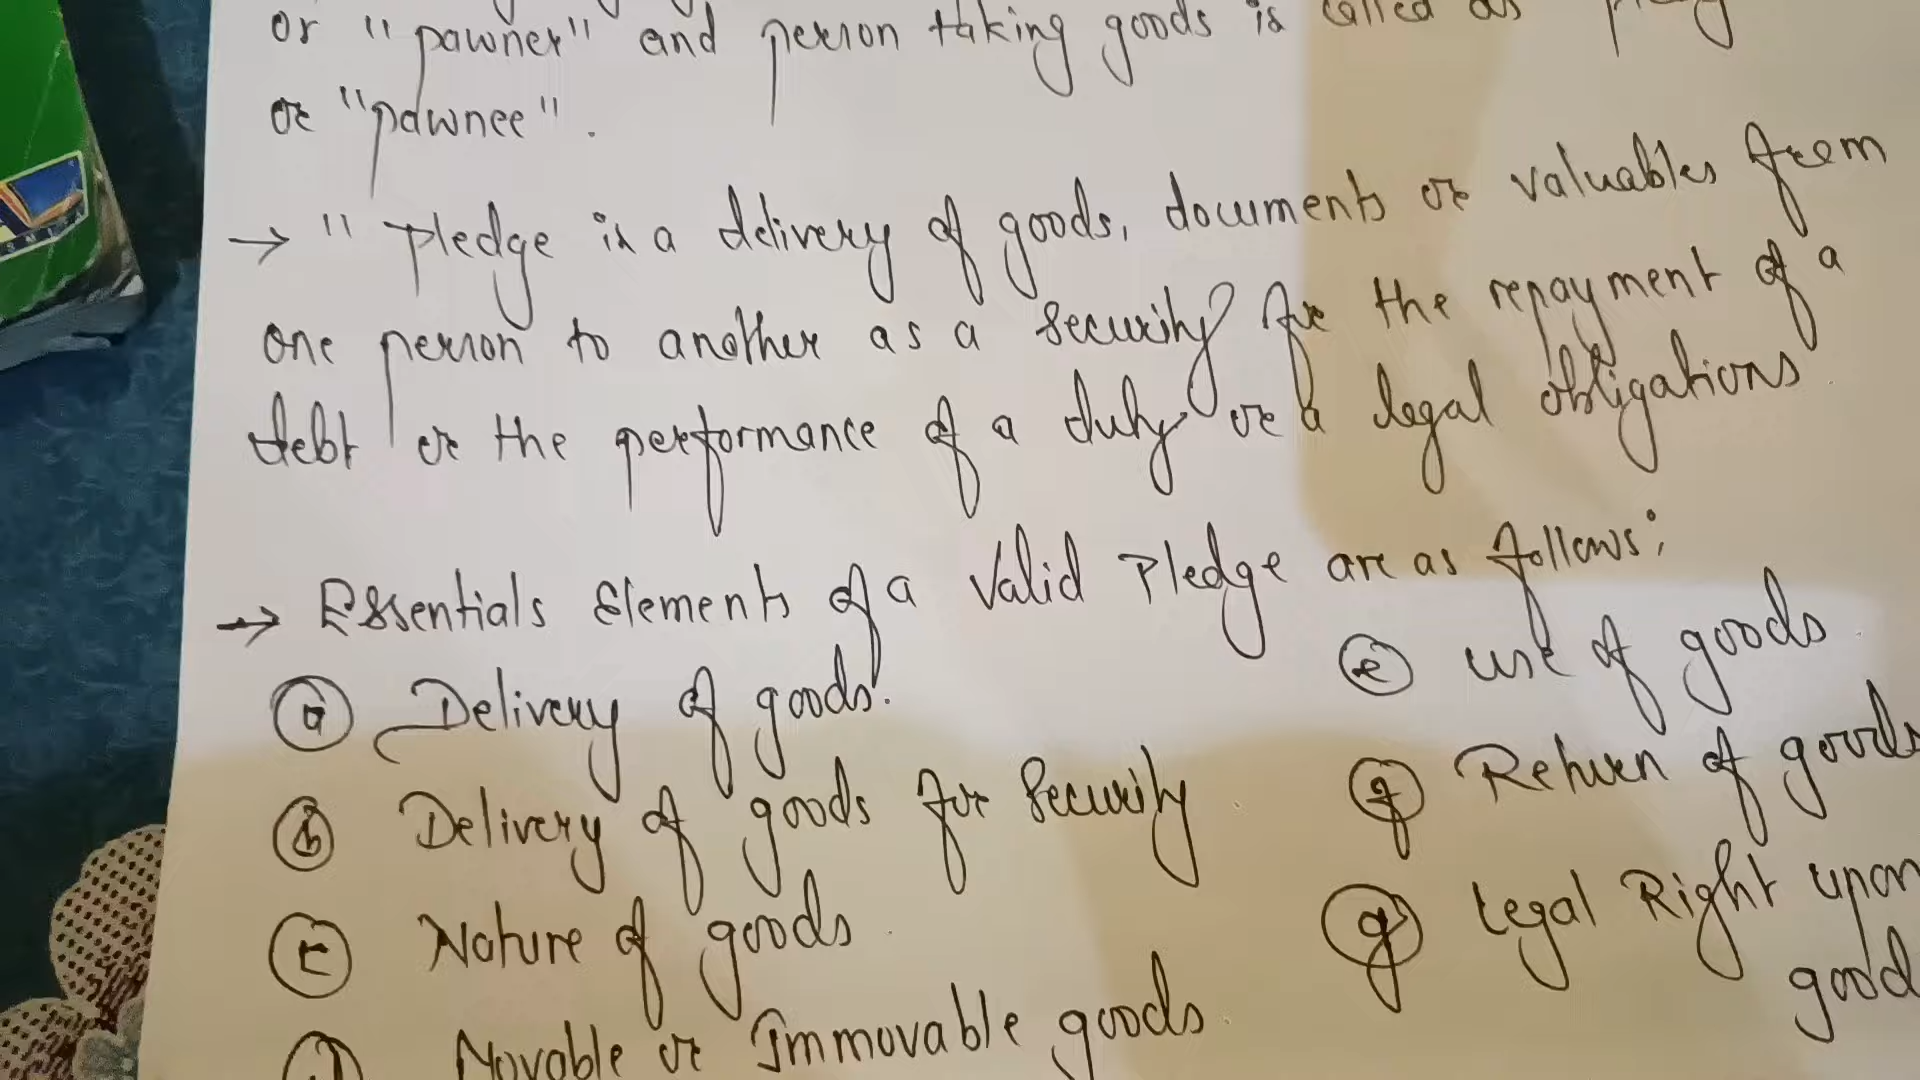 or "pawner" and person taking goods is called as
or "pawnee".
→ "Pledge is a delivery of goods, documents or valuables from
one person to another as a security for the repayment of a
debt or the performance of a duty or a legal obligations
→ Essentials Elements of a Valid Pledge are as follows:
(a) Delivery of goods.
(b) Delivery of goods for Security
(c) Nature of goods
(d) Movable or Immovable goods.
(e) use of goods
(f) Return of goods
(g) Legal Right upon
good